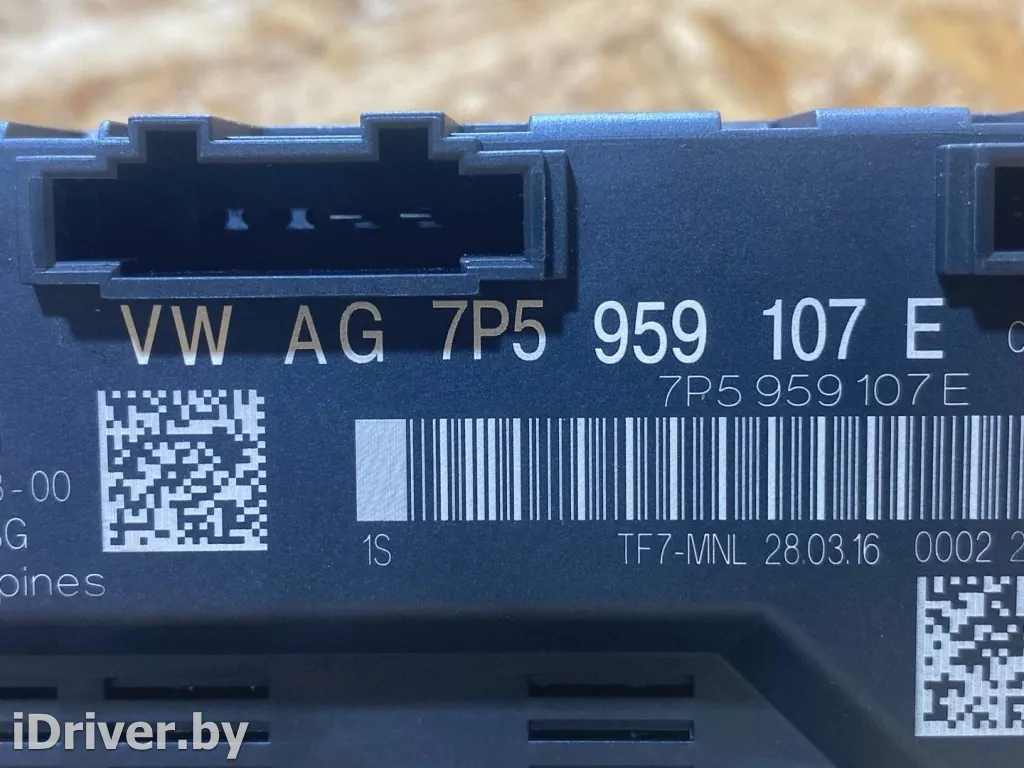 VW AG 7P5 959 107 E
7P5 959 107 E
-00
G
pines
1S
TF7-MNL 28.03.16 0002 2
iDriver.by